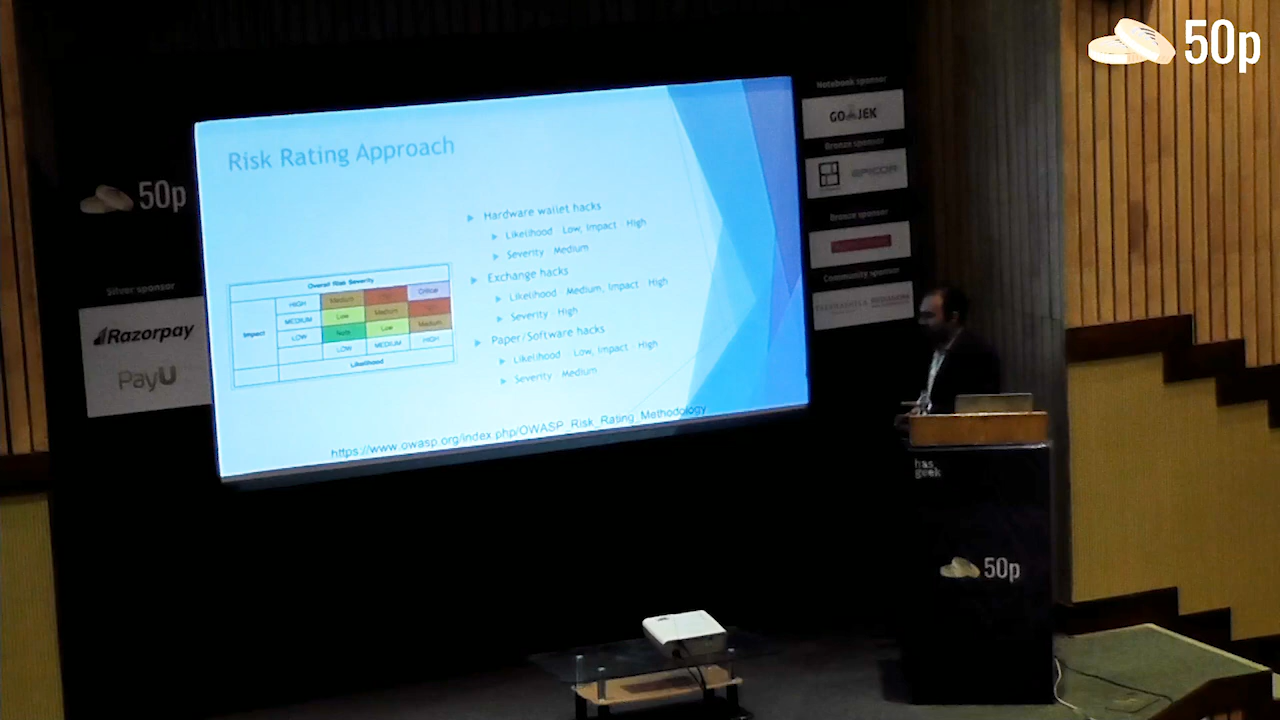 50p
50p
Silver sponsor
Razorpay
PayU
Risk Rating Approach
Hardware wallet hacks
Likelihood Low, Impact - High
Severity Medium
Exchange hacks
Likelihood Medium, Impact High
Severity High
Paper/Software hacks
Likelihood Low, Impact High
Severity Medium
Overall Risk Severity
Impact
HIGH Medium Critical
MEDIUM Low Medium
LOW Note Low Medium
LOW MEDIUM HIGH
Likelihood
https://www.owasp.org/index.php/OWASP_Risk_Rating_Methodology
Notebook sponsor
GO JEK
Bronze sponsor
EPICOR
Bronze sponsor
Community sponsor
has
geek
50p